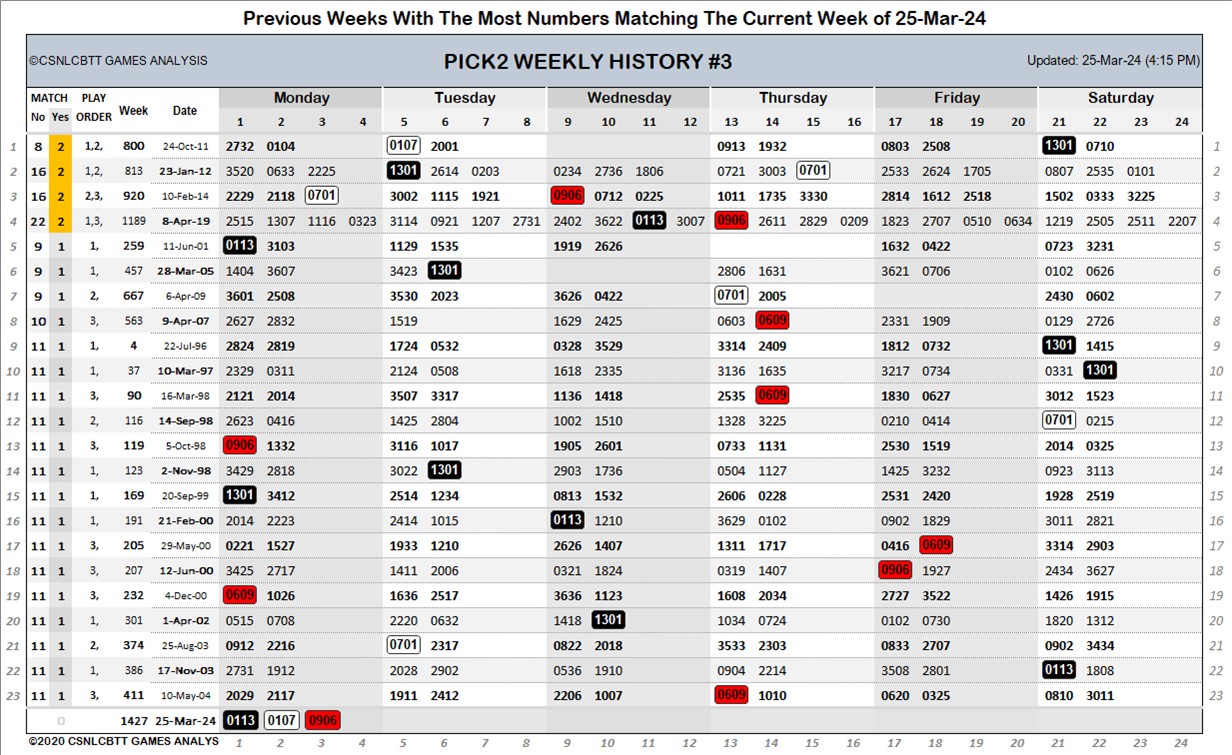 Previous Weeks With The Most Numbers Matching The Current Week of 25-Mar-24
©CSNLCBTT GAMES ANALYSIS PICK2 WEEKLY HISTORY #3 Updated: 25-Mar-24 (4:15 PM)
MATCH PLAY Week Date Monday Tuesday Wednesday Thursday Friday Saturday
No Yes ORDER 1 2 3 4 5 6 7 8 9 10 11 12 13 14 15 16 17 18 19 20 21 22 23 24
1 8 2 1,2, 800 24-Oct-11 2732 0104 0107 2001 0913 1932 0803 2508 1301 0710 1
2 16 2 1,2, 813 23-Jan-12 3520 0633 2225 1301 2614 0203 0234 2736 1806 0721 3003 0701 2533 2624 1705 0807 2535 0101 2
3 16 2 2,3, 920 10-Feb-14 2229 2118 0701 3002 1115 1921 0906 0712 0225 1011 1735 3330 2814 1612 2518 1502 0333 3225 3
4 22 2 1,3, 1189 8-Apr-19 2515 1307 1116 0323 3114 0921 1207 2731 2402 3622 0113 3007 0906 2611 2829 0209 1823 2707 0510 0634 1219 2505 2511 2207 4
5 9 1 1, 259 11-Jun-01 0113 3103 1129 1535 1919 2626 1632 0422 0723 3231 5
6 9 1 1, 457 28-Mar-05 1404 3607 3423 1301 2806 1631 3621 0706 0102 0626 6
7 9 1 2, 667 6-Apr-09 3601 2508 3530 2023 3626 0422 0701 2005 2430 0602 7
8 10 1 3, 563 9-Apr-07 2627 2832 1519 1629 2425 0603 0609 2331 1909 0129 2726 8
9 11 1 1, 4 22-Jul-96 2824 2819 1724 0532 0328 3529 3314 2409 1812 0732 1301 1415 9
10 11 1 1, 37 10-Mar-97 2329 0311 2124 0508 1618 2335 3136 1635 3217 0734 0331 1301 10
11 11 1 3, 90 16-Mar-98 2121 2014 3507 3317 1136 1418 2535 0609 1830 0627 3012 1523 11
12 11 1 2, 116 14-Sep-98 2623 0416 1425 2804 1002 1510 1328 3225 0210 0414 0701 0215 12
13 11 1 3, 119 5-Oct-98 0906 1332 3116 1017 1905 2601 0733 1131 2530 1519 2014 0325 13
14 11 1 1, 123 2-Nov-98 3429 2818 3022 1301 2903 1736 0504 1127 1425 3232 0923 3113 14
15 11 1 1, 169 20-Sep-99 1301 3412 2514 1234 0813 1532 2606 0228 2531 2420 1928 2519 15
16 11 1 1, 191 21-Feb-00 2014 2223 2414 1015 0113 1210 3629 0102 0902 1829 3011 2821 16
17 11 1 3, 205 29-May-00 0221 1527 1933 1210 2626 1407 1311 1717 0416 0609 3314 2903 17
18 11 1 3, 207 12-Jun-00 3425 2717 1411 2006 0321 1824 0319 1407 0906 1927 2434 3627 18
19 11 1 3, 232 4-Dec-00 0609 1026 1636 2517 3636 1123 1608 2034 2727 3522 1426 1915 19
20 11 1 1, 301 1-Apr-02 0515 0708 2220 0632 1418 1301 1034 0724 0102 0730 1820 1312 20
21 11 1 2, 374 25-Aug-03 0912 2216 0701 2317 0822 2018 3533 2303 0833 2707 0902 3434 21
22 11 1 1, 386 17-Nov-03 2731 1912 2028 2902 0536 1910 0904 2214 3508 2801 0113 1808 22
23 11 1 3, 411 10-May-04 2029 2117 1911 2412 2206 1007 0609 1010 0620 0325 0810 3011 23
0 1427 25-Mar-24 0113 0107 0906
©2020 CSNLCBTT GAMES ANALYS 1 2 3 4 5 6 7 8 9 10 11 12 13 14 15 16 17 18 19 20 21 22 23 24